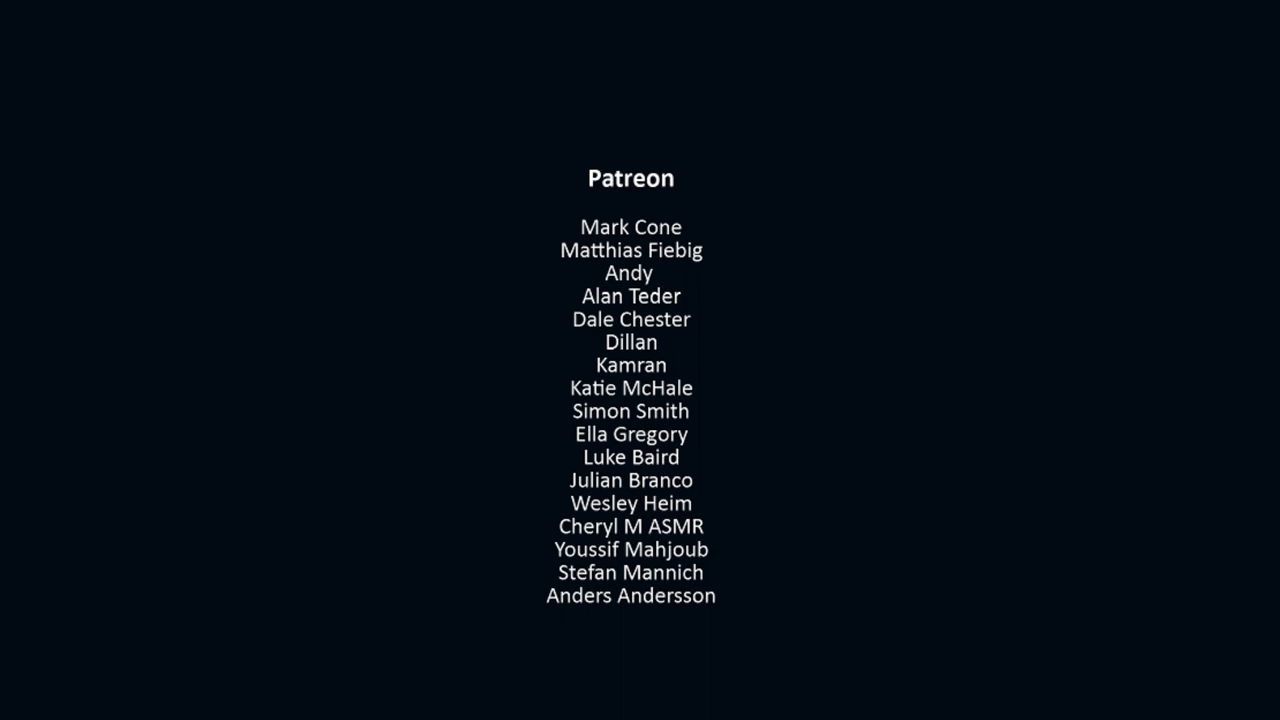 Patreon
Mark Cone
Matthias Fiebig
Andy
Alan Teder
Dale Chester
Dillan
Kamran
Katie McHale
Simon Smith
Ella Gregory
Luke Baird
Julian Branco
Wesley Heim
Cheryl M ASMR
Youssif Mahjoub
Stefan Mannich
Anders Andersson